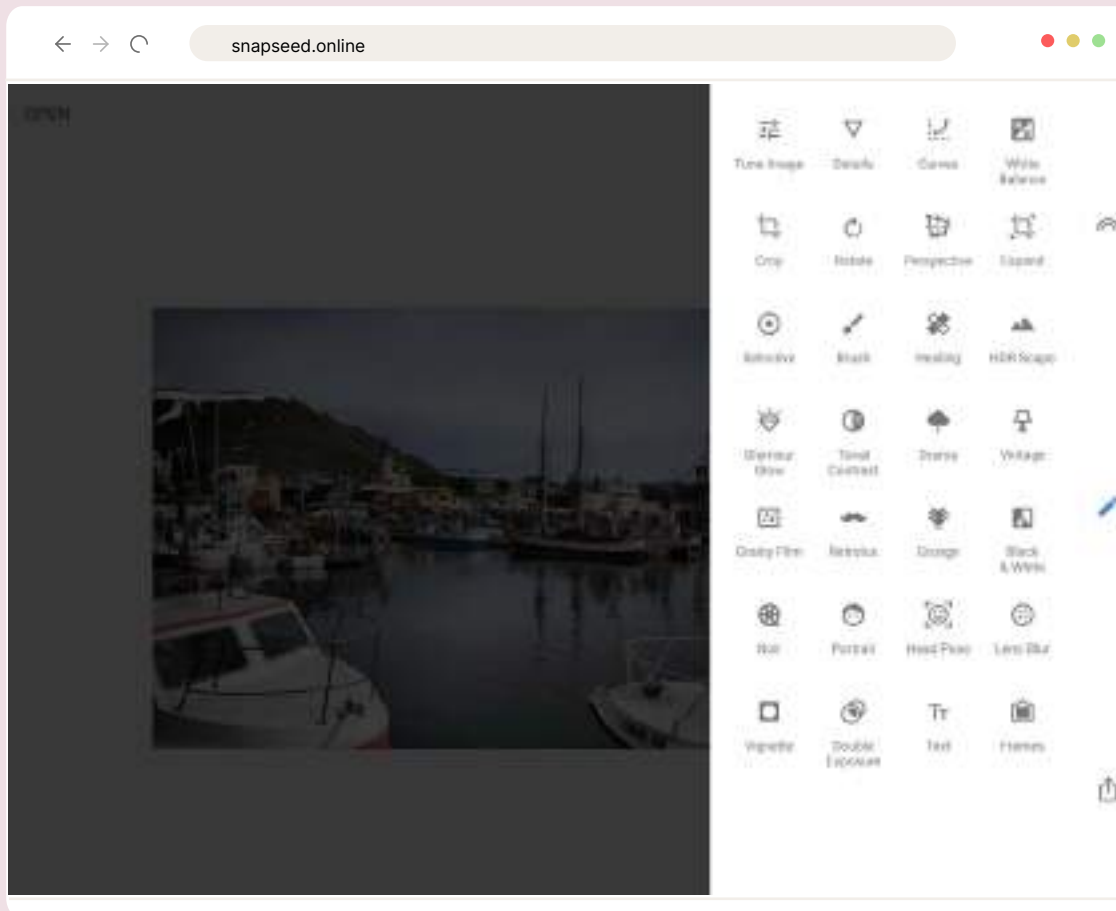 snapseed.online
OPEN
Tune Image
Details
Curves
White
Balance
Crop
Rotate
Perspective
Expand
Selective
Brush
Healing
HDR Scape
Glamour
Glow
Tonal
Contrast
Drama
Vintage
Grainy Film
Retrolux
Grunge
Black
& White
Noir
Portrait
Head Pose
Lens Blur
Vignette
Double
Exposure
Text
Frames